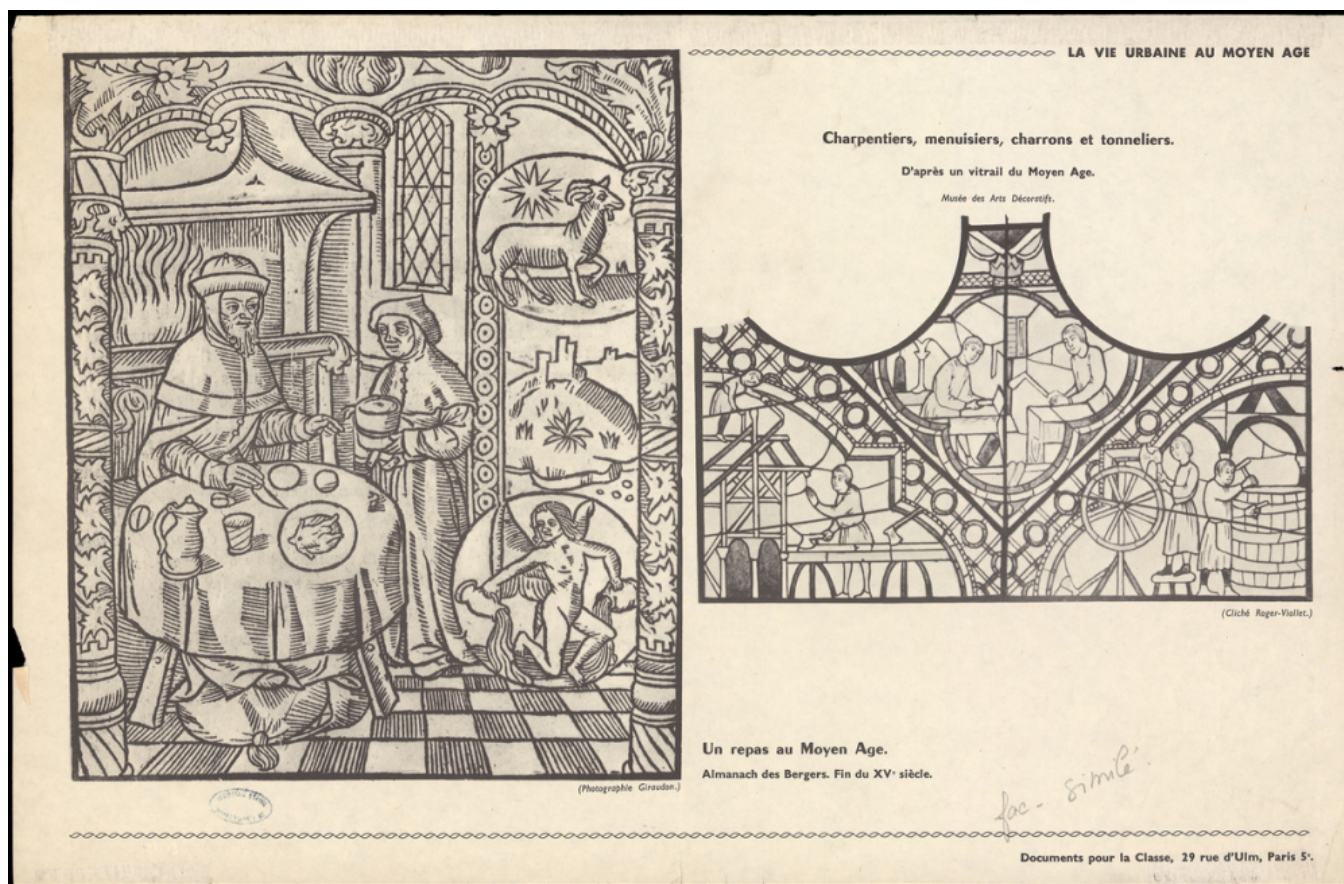 LA VIE URBAINE AU MOYEN AGE
Charpentiers, menuisiers, charrons et tonneliers.
D'après un vitrail du Moyen Age.
Musée des Arts Décoratifs.
(Cliché Roger-Viollet.)
Un repas au Moyen Age.
Almanach des Bergers. Fin du XVᵉ siècle.
(Photographie Giraudon.)
fac-similé.
Documents pour la Classe, 29 rue d'Ulm, Paris 5ᵉ.